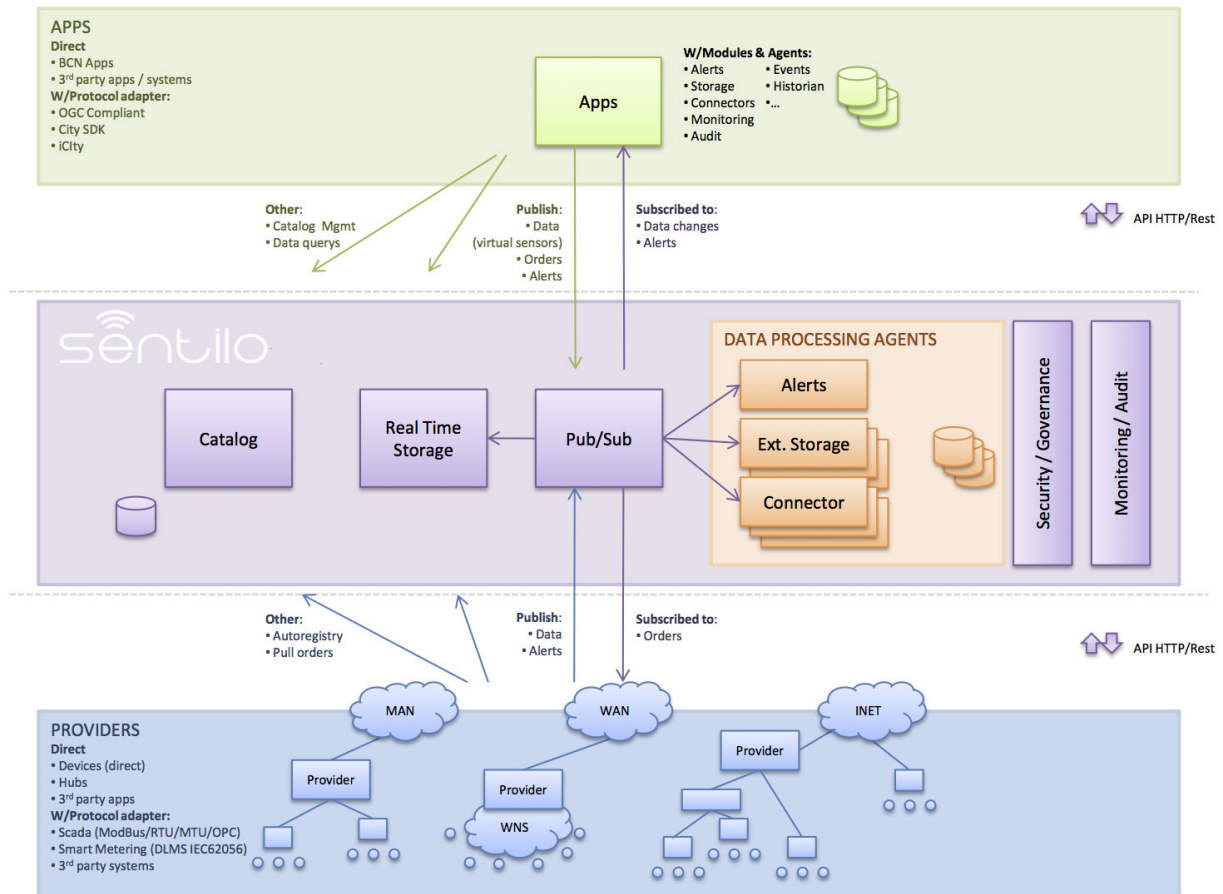 APPS
Direct
• BCN Apps
• 3rd party apps / systems
W/Protocol adapter:
• OGC Compliant
• City SDK
• iCIty
Apps
W/Modules & Agents:
• Alerts
• Storage
• Connectors
• Monitoring
• Audit
• Events
• Historian
•...
Other:
• Catalog Mgmt
• Data querys
Publish:
• Data
(virtual sensors)
• Orders
• Alerts
Subscribed to:
• Data changes
• Alerts
API HTTP/Rest
sentilo
Catalog
Real Time
Storage
Pub/Sub
DATA PROCESSING AGENTS
Alerts
Ext. Storage
Connector
Security / Governance
Monitoring / Audit
Other:
• Autoregistry
• Pull orders
Publish:
• Data
• Alerts
Subscribed to:
• Orders
API HTTP/Rest
PROVIDERS
Direct
• Devices (direct)
• Hubs
• 3rd party apps
W/Protocol adapter:
• Scada (ModBus/RTU/MTU/OPC)
• Smart Metering (DLMS IEC62056)
• 3rd party systems
MAN
Provider
WAN
Provider
WNS
INET
Provider